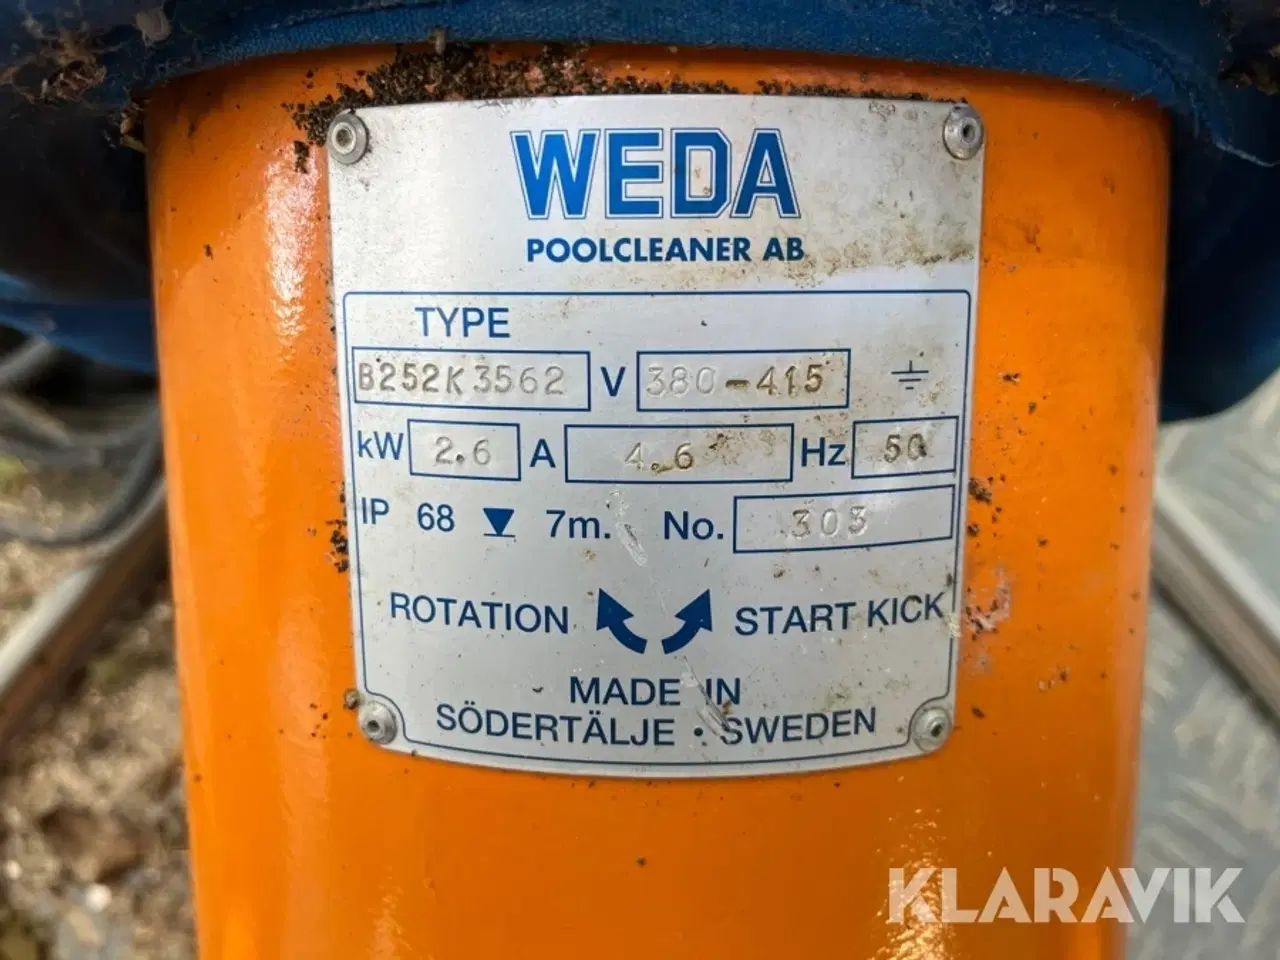 WEDA
POOLCLEANER AB
TYPE
B252K3562 V 380-415
kW 2.6 A 4.6 Hz 50
IP 68 7m. No. 303
ROTATION START KICK
MADE IN
SÖDERTÄLJE · SWEDEN
KLARAVIK